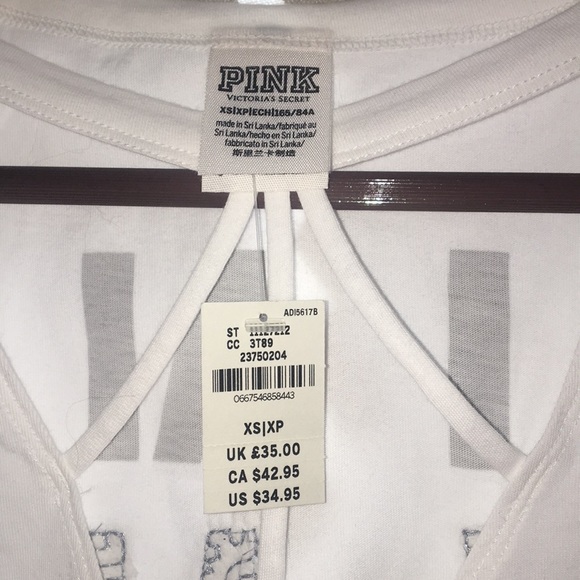 PINK
VICTORIA'S SECRET
XS|XP|ECH|165/84A
made in Sri Lanka/fabriqué au
Sri Lanka/hecho en Sri Lanka/
fabbricato in Sri Lanka/
斯里兰卡制造
ADI5617B
ST 11127212
CC 3T89
23750204
0667546858443
XS|XP
UK £35.00
CA $42.95
US $34.95